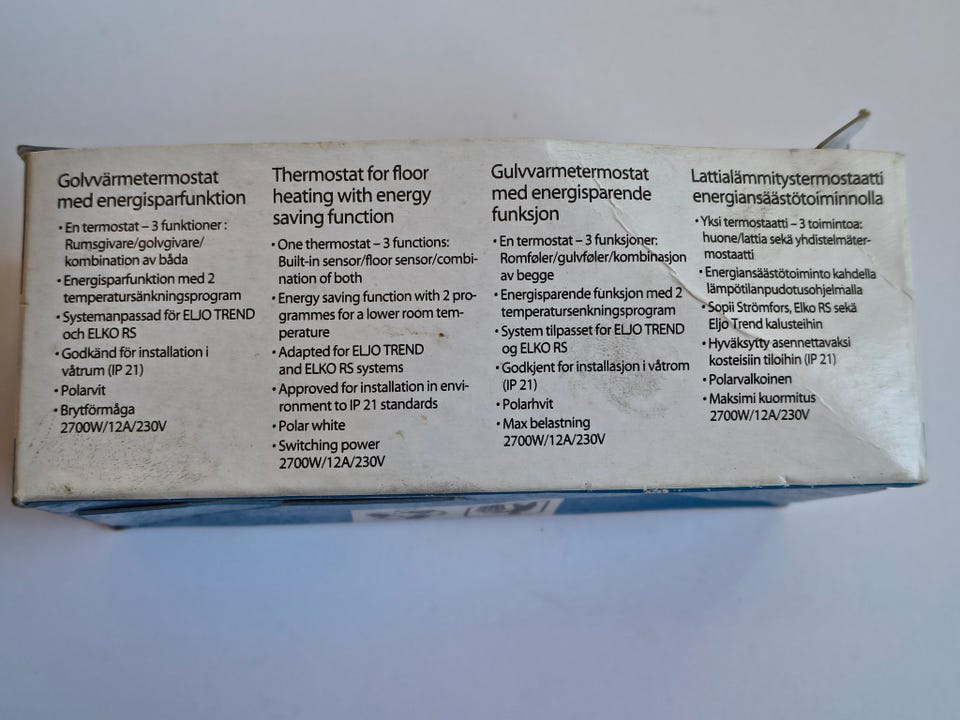 Golvvärmetermostat
med energisparfunktion
• En termostat – 3 funktioner:
Rumsgivare/golvgivare/
kombination av båda
• Energisparfunktion med 2
temperatursänkningsprogram
• Systemanpassad för ELJO TREND
och ELKO RS
• Godkänd för installation i
våtrum (IP 21)
• Polarvit
• Brytförmåga
2700W/12A/230V
Thermostat for floor
heating with energy
saving function
• One thermostat – 3 functions:
Built-in sensor/floor sensor/combi-
nation of both
• Energy saving function with 2 pro-
grammes for a lower room tem-
perature
• Adapted for ELJO TREND
and ELKO RS systems
• Approved for installation in envi-
ronment to IP 21 standards
• Polar white
• Switching power
2700W/12A/230V
Gulvvarmetermostat
med energisparende
funksjon
• En termostat – 3 funksjoner:
Romføler/gulvføler/kombinasjon
av begge
• Energisparende funksjon med 2
temperatursenkningsprogram
• System tilpasset for ELJO TREND
og ELKO RS
• Godkjent for installasjon i våtrom
(IP 21)
• Polarhvit
• Max belastning
2700W/12A/230V
Lattialämmitystermostaatti
energiansäästötoiminnolla
• Yksi termostaatti – 3 toimintoa:
huone/lattia sekä yhdistelmäter-
mostaatti
• Energiansäästötoiminto kahdella
lämpötilanpudotusohjelmalla
• Sopii Strömfors, Elko RS sekä
Eljo Trend kalusteihin
• Hyväksytty asennettavaksi
kosteisiin tiloihin (IP 21)
• Polarvalkoinen
• Maksimi kuormitus
2700W/12A/230V